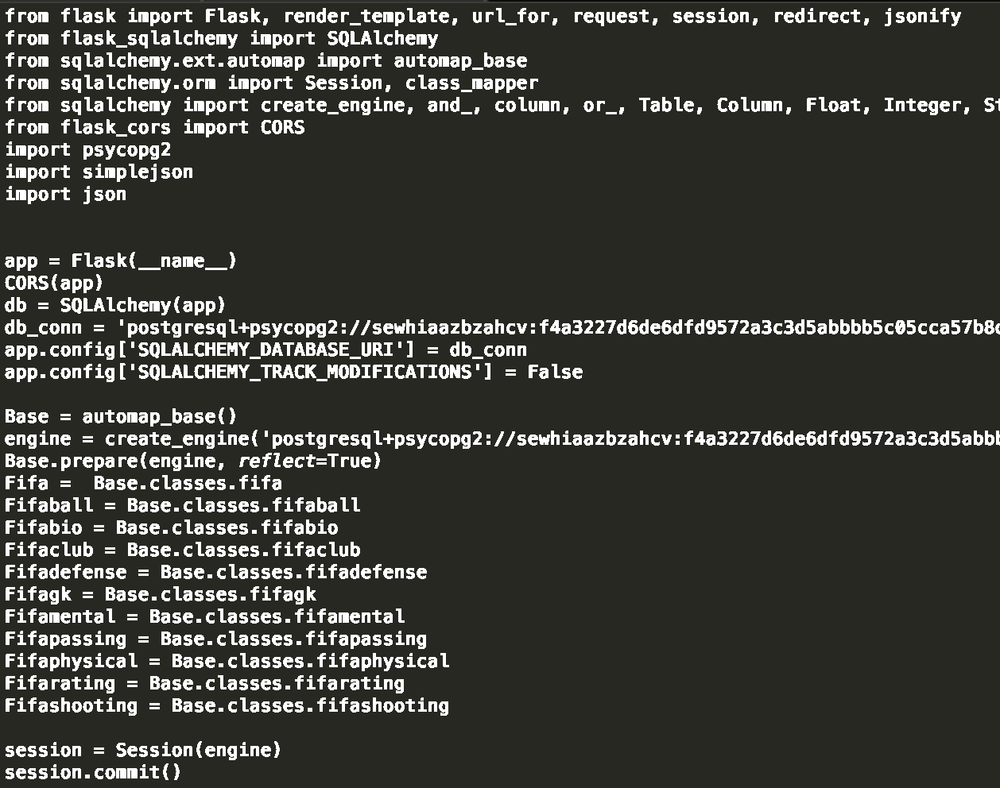 from flask import Flask, render_template, url_for, request, session, redirect, jsonify
from flask_sqlalchemy import SQLAlchemy
from sqlalchemy.ext.automap import automap_base
from sqlalchemy.orm import Session, class_mapper
from sqlalchemy import create_engine, and_, column, or_, Table, Column, Float, Integer, St
from flask_cors import CORS
import psycopg2
import simplejson
import json
app = Flask(__name__)
CORS(app)
db = SQLAlchemy(app)
db_conn = 'postgresql+psycopg2://sewhiaazbzahcv:f4a3227d6de6dfd9572a3c3d5abbbb5c05cca57b8c
app.config['SQLALCHEMY_DATABASE_URI'] = db_conn
app.config['SQLALCHEMY_TRACK_MODIFICATIONS'] = False
Base = automap_base()
engine = create_engine('postgresql+psycopg2://sewhiaazbzahcv:f4a3227d6de6dfd9572a3c3d5abbb
Base.prepare(engine, reflect=True)
Fifa =  Base.classes.fifa
Fifaball = Base.classes.fifaball
Fifabio = Base.classes.fifabio
Fifaclub = Base.classes.fifaclub
Fifadefense = Base.classes.fifadefense
Fifagk = Base.classes.fifagk
Fifamental = Base.classes.fifamental
Fifapassing = Base.classes.fifapassing
Fifaphysical = Base.classes.fifaphysical
Fifarating = Base.classes.fifarating
Fifashooting = Base.classes.fifashooting
session = Session(engine)
session.commit()